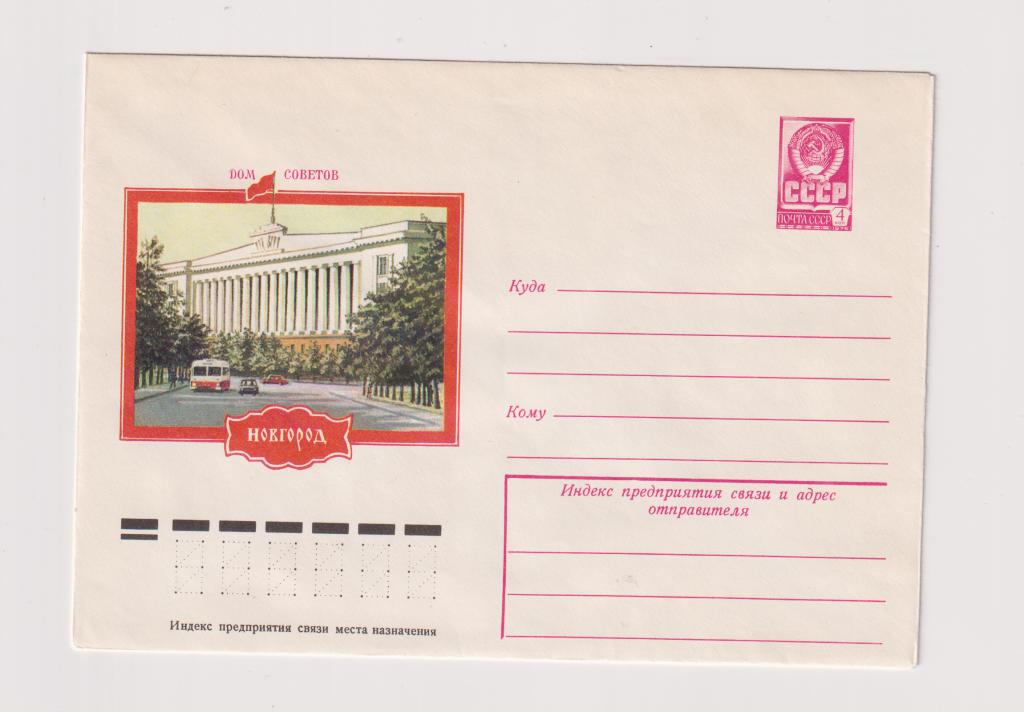 ДОМ СОВЕТОВ
НОВГОРОД
СССР
ПОЧТА СССР 4
1978
Куда
Кому
Индекс предприятия связи и адрес
отправителя
Индекс предприятия связи места назначения